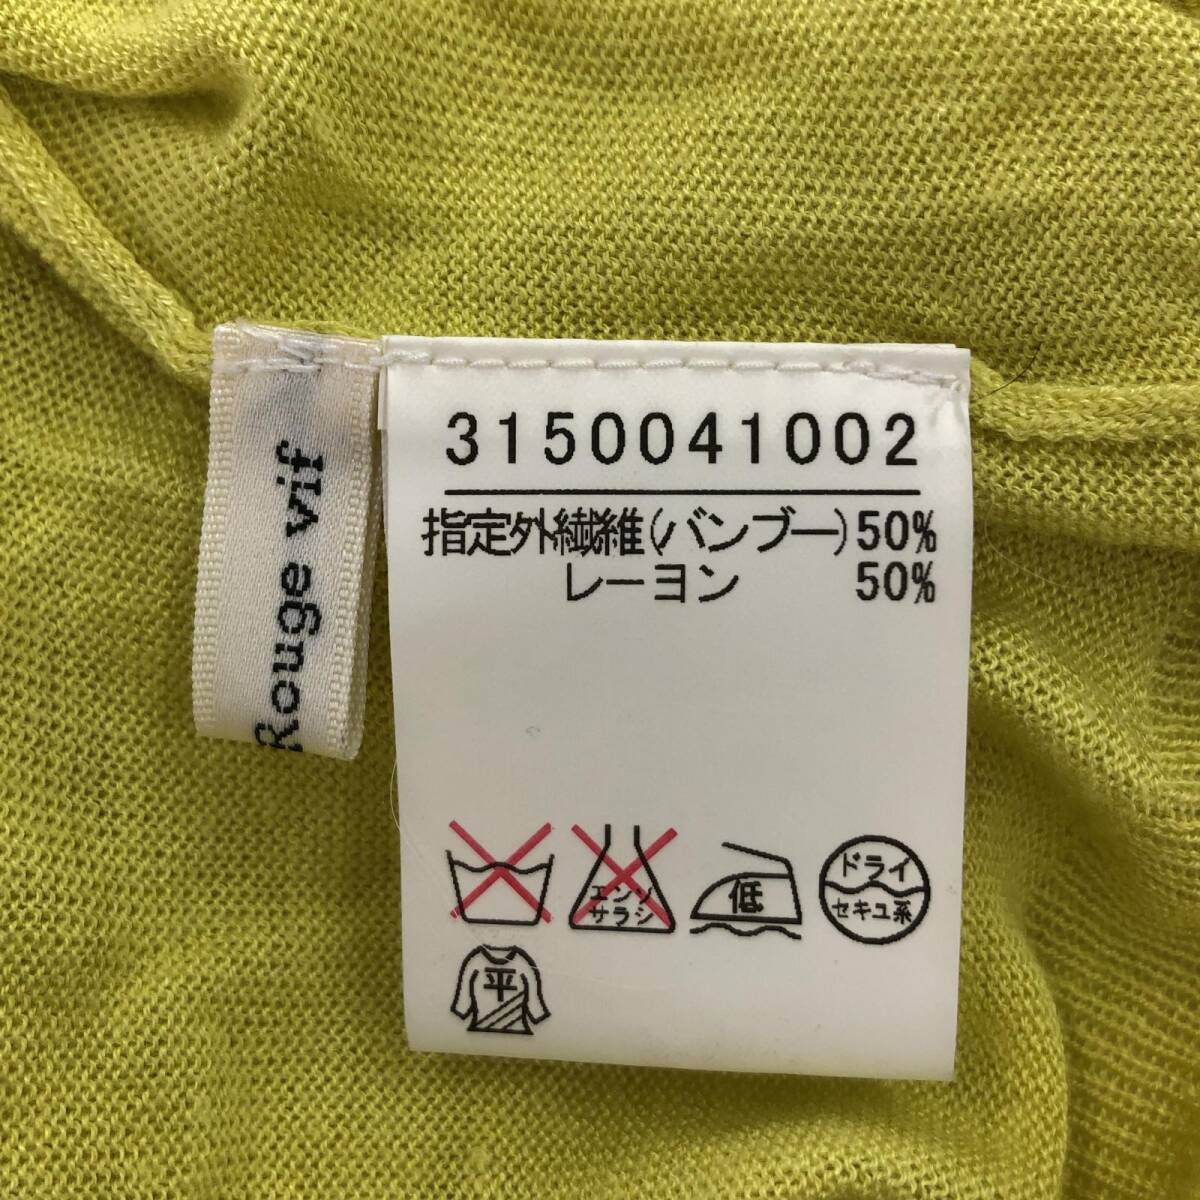 Rouge vif
3150041002
指定外繊維(バンブー)50%
レーヨン 50%
エンソ
サラシ
低
ドライ
セキユ系
平